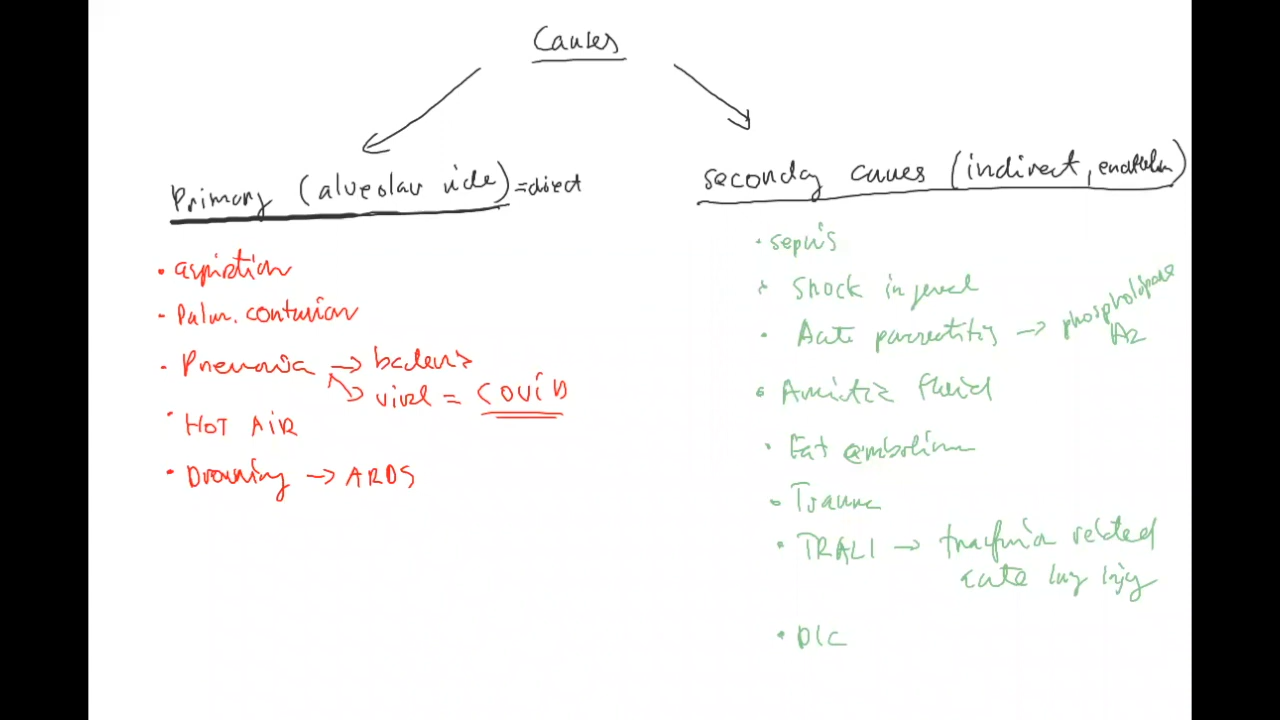 Causes
Primary (alveolar side) = direct
• aspiration
• Pulm. contusion
• Pneumonia → bacteria
→ viral = COVID
• HOT AIR
• Drowning → ARDS
secondary causes (indirect, endothelium)
• sepsis
• Shock in general
• Acute pancreatitis → phospholipase
A2
• Amniotic fluid
• Fat embolism
• Trauma
• TRALI → tracfusion related
acute lung injury
• DIC